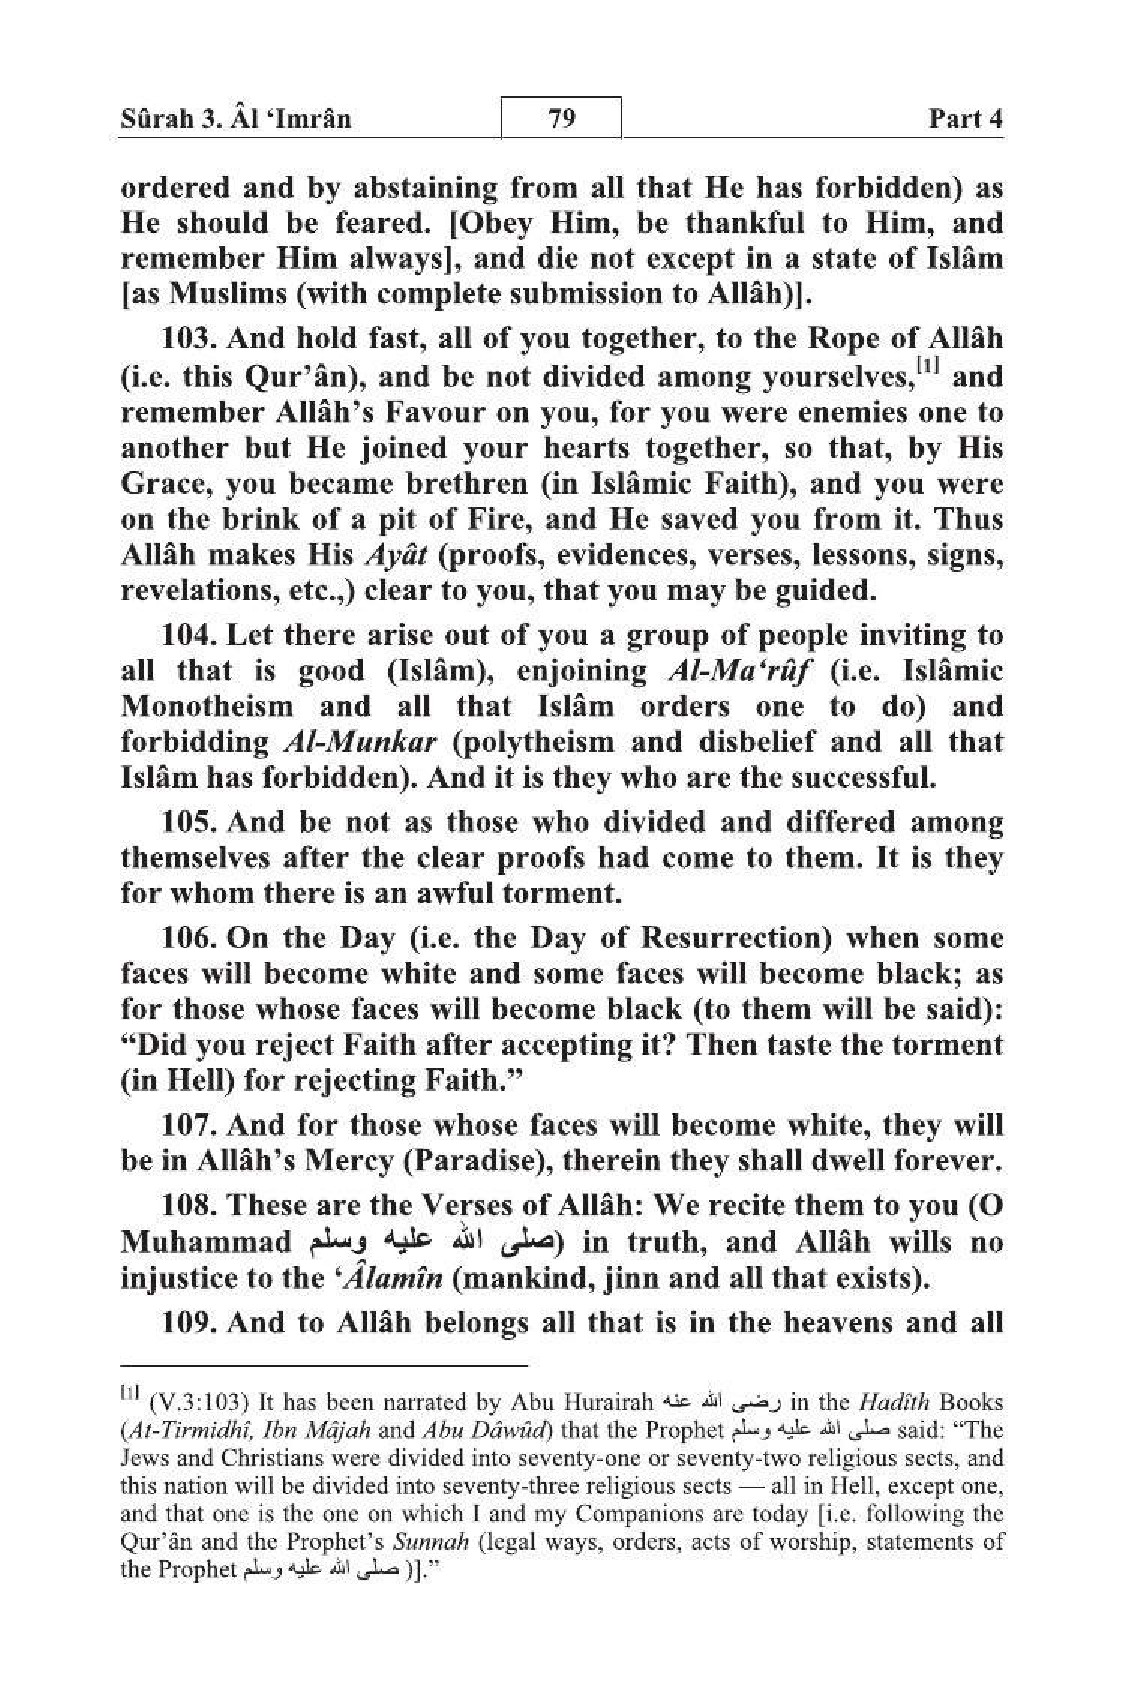 Sûrah 3. Âl ‘Imrân 79 Part 4
ordered and by abstaining from all that He has forbidden) as
He should be feared. [Obey Him, be thankful to Him, and
remember Him always], and die not except in a state of Islâm
[as Muslims (with complete submission to Allâh)].
103. And hold fast, all of you together, to the Rope of Allâh
(i.e. this Qur’ân), and be not divided among yourselves,[1] and
remember Allâh’s Favour on you, for you were enemies one to
another but He joined your hearts together, so that, by His
Grace, you became brethren (in Islâmic Faith), and you were
on the brink of a pit of Fire, and He saved you from it. Thus
Allâh makes His Ayât (proofs, evidences, verses, lessons, signs,
revelations, etc.,) clear to you, that you may be guided.
104. Let there arise out of you a group of people inviting to
all that is good (Islâm), enjoining Al-Ma‘rûf (i.e. Islâmic
Monotheism and all that Islâm orders one to do) and
forbidding Al-Munkar (polytheism and disbelief and all that
Islâm has forbidden). And it is they who are the successful.
105. And be not as those who divided and differed among
themselves after the clear proofs had come to them. It is they
for whom there is an awful torment.
106. On the Day (i.e. the Day of Resurrection) when some
faces will become white and some faces will become black; as
for those whose faces will become black (to them will be said):
“Did you reject Faith after accepting it? Then taste the torment
(in Hell) for rejecting Faith.”
107. And for those whose faces will become white, they will
be in Allâh’s Mercy (Paradise), therein they shall dwell forever.
108. These are the Verses of Allâh: We recite them to you (O
Muhammad صلى الله عليه وسلم) in truth, and Allâh wills no
injustice to the ‘Âlamîn (mankind, jinn and all that exists).
109. And to Allâh belongs all that is in the heavens and all
[1] (V.3:103) It has been narrated by Abu Hurairah رضى الله عنه in the Hadîth Books
(At-Tirmidhî, Ibn Mâjah and Abu Dâwûd) that the Prophet صلى الله عليه وسلم said: “The
Jews and Christians were divided into seventy-one or seventy-two religious sects, and
this nation will be divided into seventy-three religious sects — all in Hell, except one,
and that one is the one on which I and my Companions are today [i.e. following the
Qur’ân and the Prophet’s Sunnah (legal ways, orders, acts of worship, statements of
the Prophet صلى الله عليه وسلم )].”